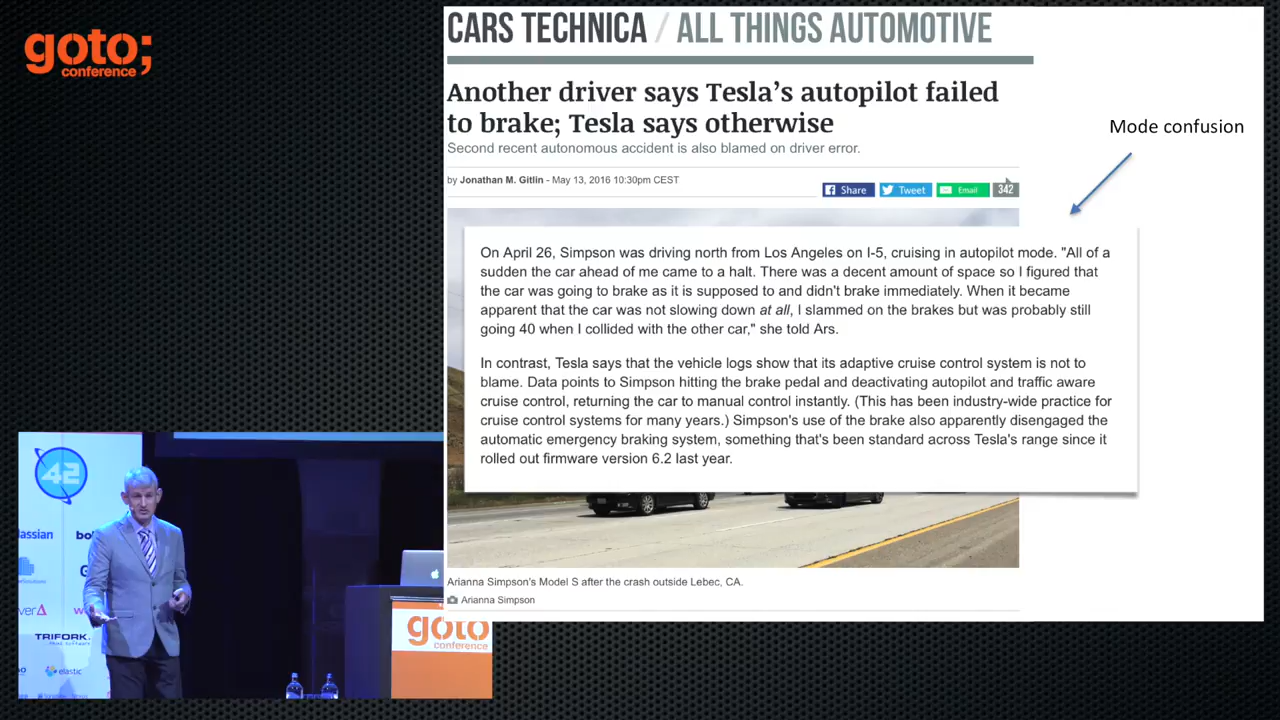 goto;
conference
CARS TECHNICA / ALL THINGS AUTOMOTIVE
Another driver says Tesla's autopilot failed
to brake; Tesla says otherwise
Second recent autonomous accident is also blamed on driver error.
by Jonathan M. Gitlin - May 13, 2016 10:30pm CEST
Share Tweet Email 342
Mode confusion
On April 26, Simpson was driving north from Los Angeles on I-5, cruising in autopilot mode. "All of a
sudden the car ahead of me came to a halt. There was a decent amount of space so I figured that
the car was going to brake as it is supposed to and didn't brake immediately. When it became
apparent that the car was not slowing down at all, I slammed on the brakes but was probably still
going 40 when I collided with the other car," she told Ars.
In contrast, Tesla says that the vehicle logs show that its adaptive cruise control system is not to
blame. Data points to Simpson hitting the brake pedal and deactivating autopilot and traffic aware
cruise control, returning the car to manual control instantly. (This has been industry-wide practice for
cruise control systems for many years.) Simpson's use of the brake also apparently disengaged the
automatic emergency braking system, something that's been standard across Tesla's range since it
rolled out firmware version 6.2 last year.
Arianna Simpson's Model S after the crash outside Lebec, CA.
Arianna Simpson
42
lassian
TRIFORK.
elastic
goto
conference